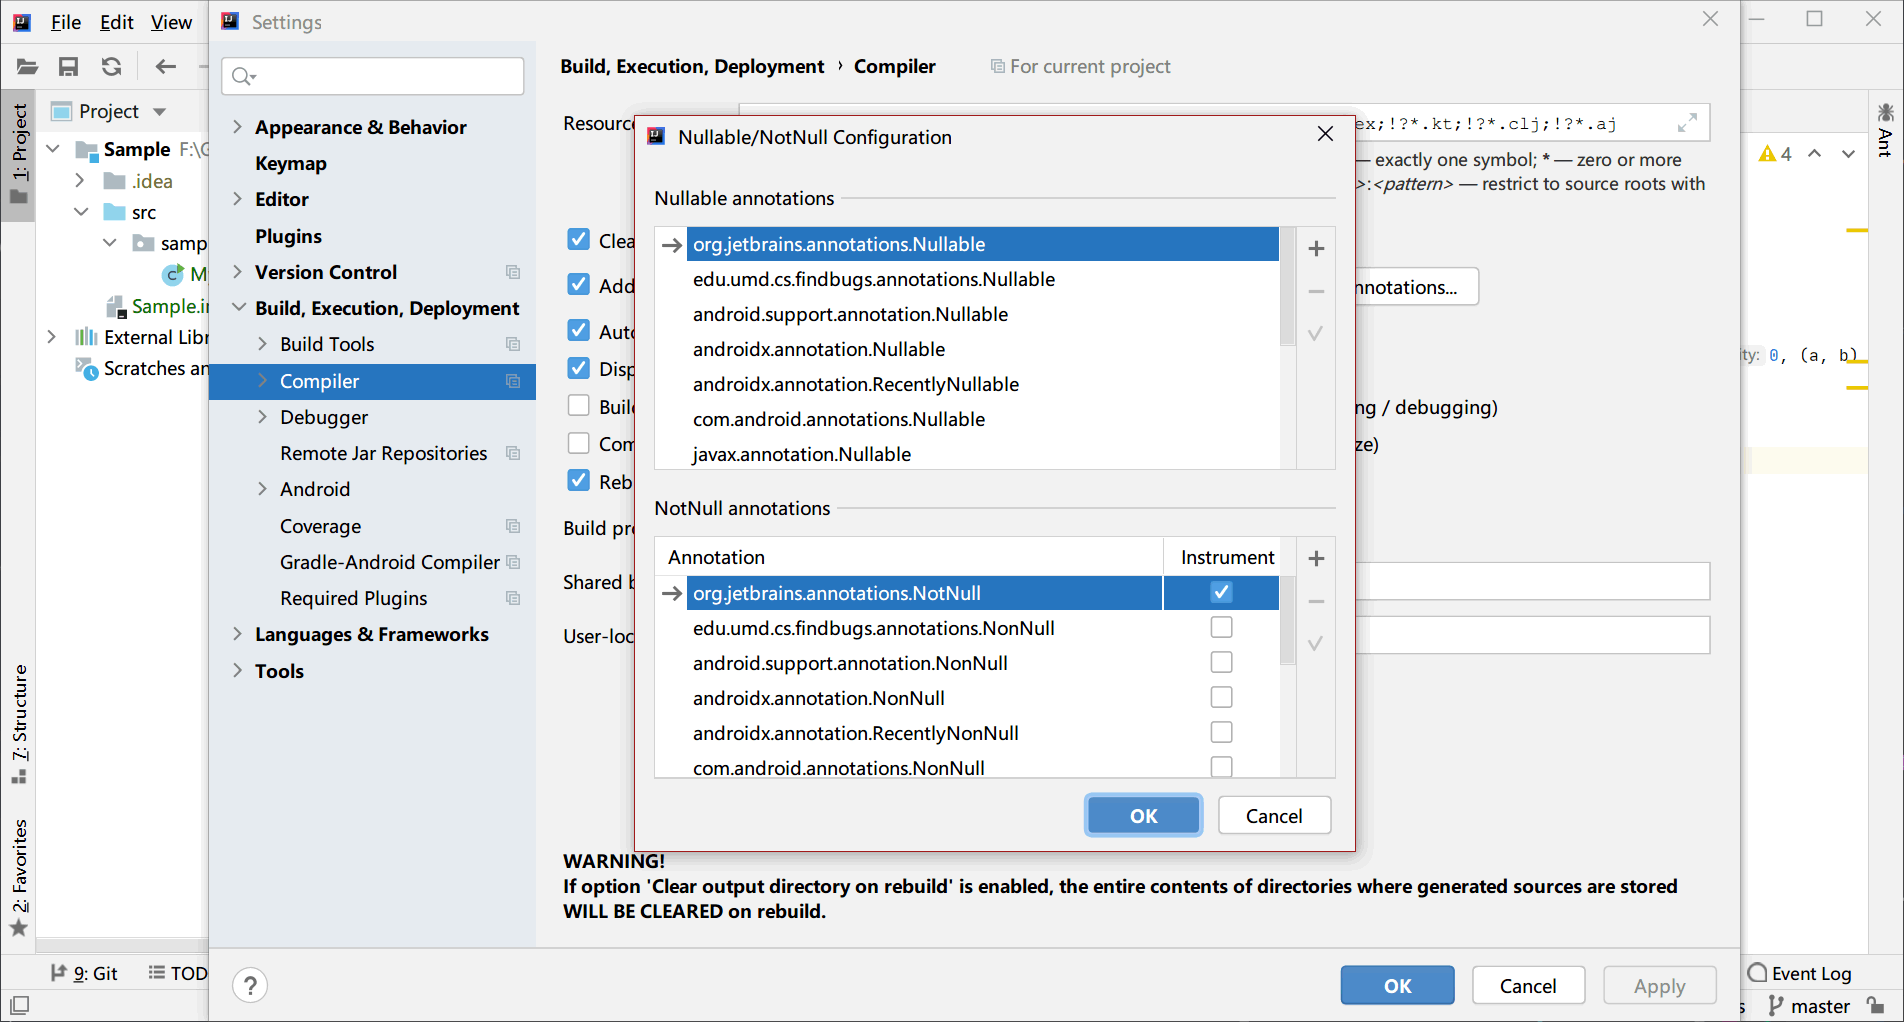 File Edit View
Settings
Project
1: Project
Sample F:\
.idea
src
samp
M
Sample.i
External Libr
Scratches an
7: Structure
2: Favorites
Appearance & Behavior
Keymap
Editor
Plugins
Version Control
Build, Execution, Deployment
Build Tools
Compiler
Debugger
Remote Jar Repositories
Android
Coverage
Gradle-Android Compiler
Required Plugins
Languages & Frameworks
Tools
Build, Execution, Deployment › Compiler For current project
Resourc
ex;!?*.kt;!?*.clj;!?*.aj
— exactly one symbol; * — zero or more
>:<pattern> — restrict to source roots with
Clea
Add
nnotations...
Auto
Disp
Buil
ng / debugging)
Com
ze)
Reb
Build pr
Shared b
User-loc
Nullable/NotNull Configuration
Nullable annotations
org.jetbrains.annotations.Nullable
edu.umd.cs.findbugs.annotations.Nullable
android.support.annotation.Nullable
androidx.annotation.Nullable
androidx.annotation.RecentlyNullable
com.android.annotations.Nullable
javax.annotation.Nullable
NotNull annotations
Annotation Instrument
org.jetbrains.annotations.NotNull
edu.umd.cs.findbugs.annotations.NonNull
android.support.annotation.NonNull
androidx.annotation.NonNull
androidx.annotation.RecentlyNonNull
com.android.annotations.NonNull
OK Cancel
WARNING!
If option 'Clear output directory on rebuild' is enabled, the entire contents of directories where generated sources are stored
WILL BE CLEARED on rebuild.
? OK Cancel Apply
4
Ant
ity: 0, (a, b)
9: Git TOD
Event Log
s master